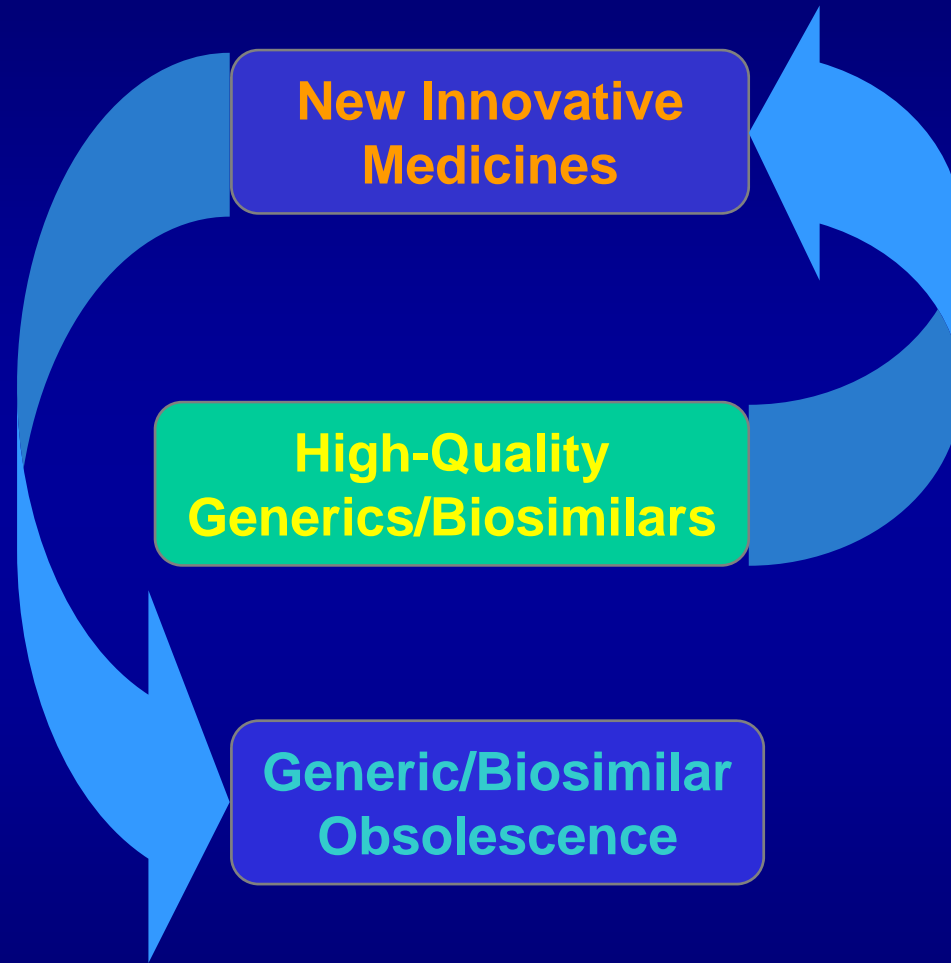 New Innovative
Medicines
High-Quality
Generics/Biosimilars
Generic/Biosimilar
Obsolescence